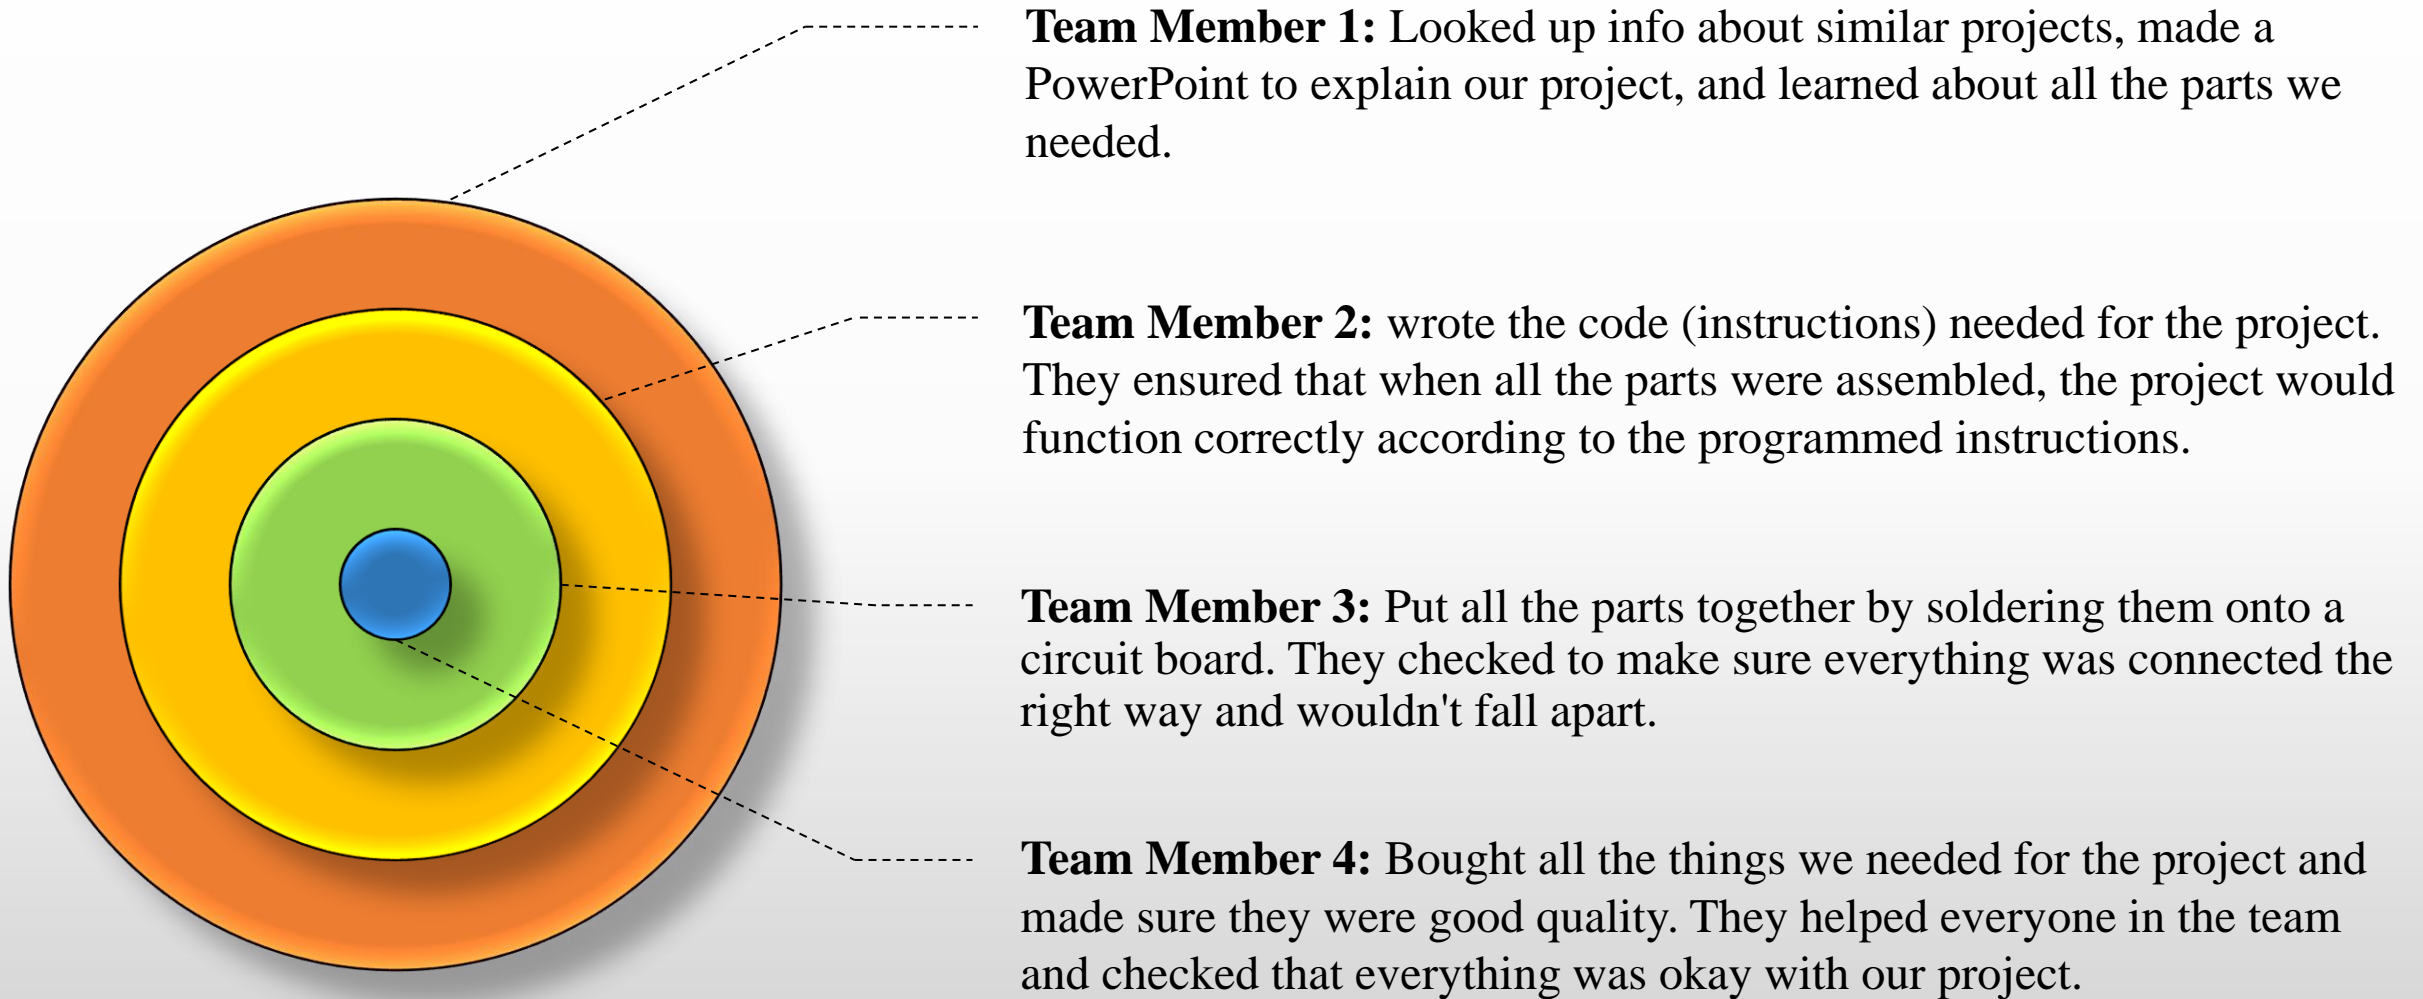 Team Member 1: Looked up info about similar projects, made a
PowerPoint to explain our project, and learned about all the parts we
needed.
Team Member 2: wrote the code (instructions) needed for the project.
They ensured that when all the parts were assembled, the project would
function correctly according to the programmed instructions.
Team Member 3: Put all the parts together by soldering them onto a
circuit board. They checked to make sure everything was connected the
right way and wouldn't fall apart.
Team Member 4: Bought all the things we needed for the project and
made sure they were good quality. They helped everyone in the team
and checked that everything was okay with our project.